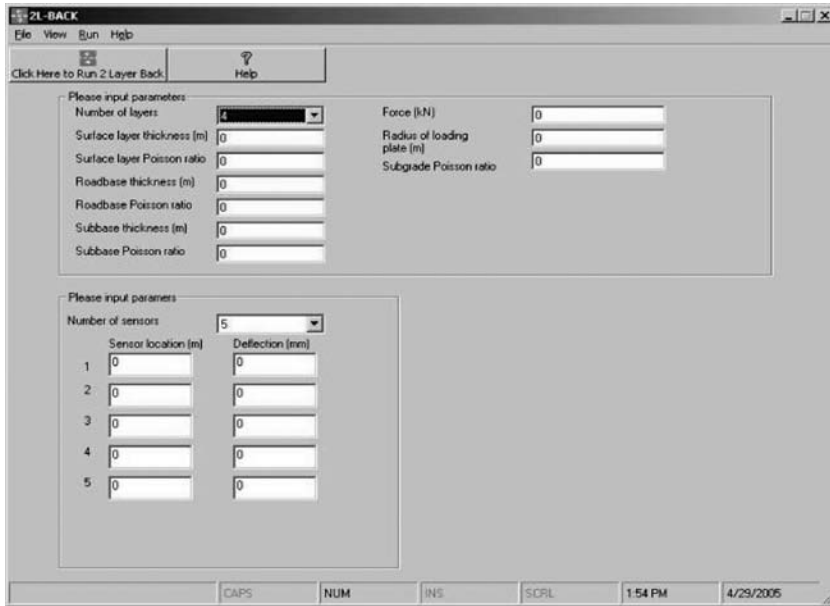 2L-BACK
File View Run Help
Click Here to Run 2 Layer Back
Help
Please input parameters
Number of layers 4
Surface layer thickness (m) 0
Surface layer Poisson ratio 0
Roadbase thickness (m) 0
Roadbase Poisson ratio 0
Subbase thickness (m) 0
Subbase Poisson ratio 0
Force (kN) 0
Radius of loading
plate (m) 0
Subgrade Poisson ratio 0
Please input paramers
Number of sensors 5
Sensor location (m) Deflection (mm)
1 0 0
2 0 0
3 0 0
4 0 0
5 0 0
CAPS NUM INS SCRL 1:54 PM 4/29/2005